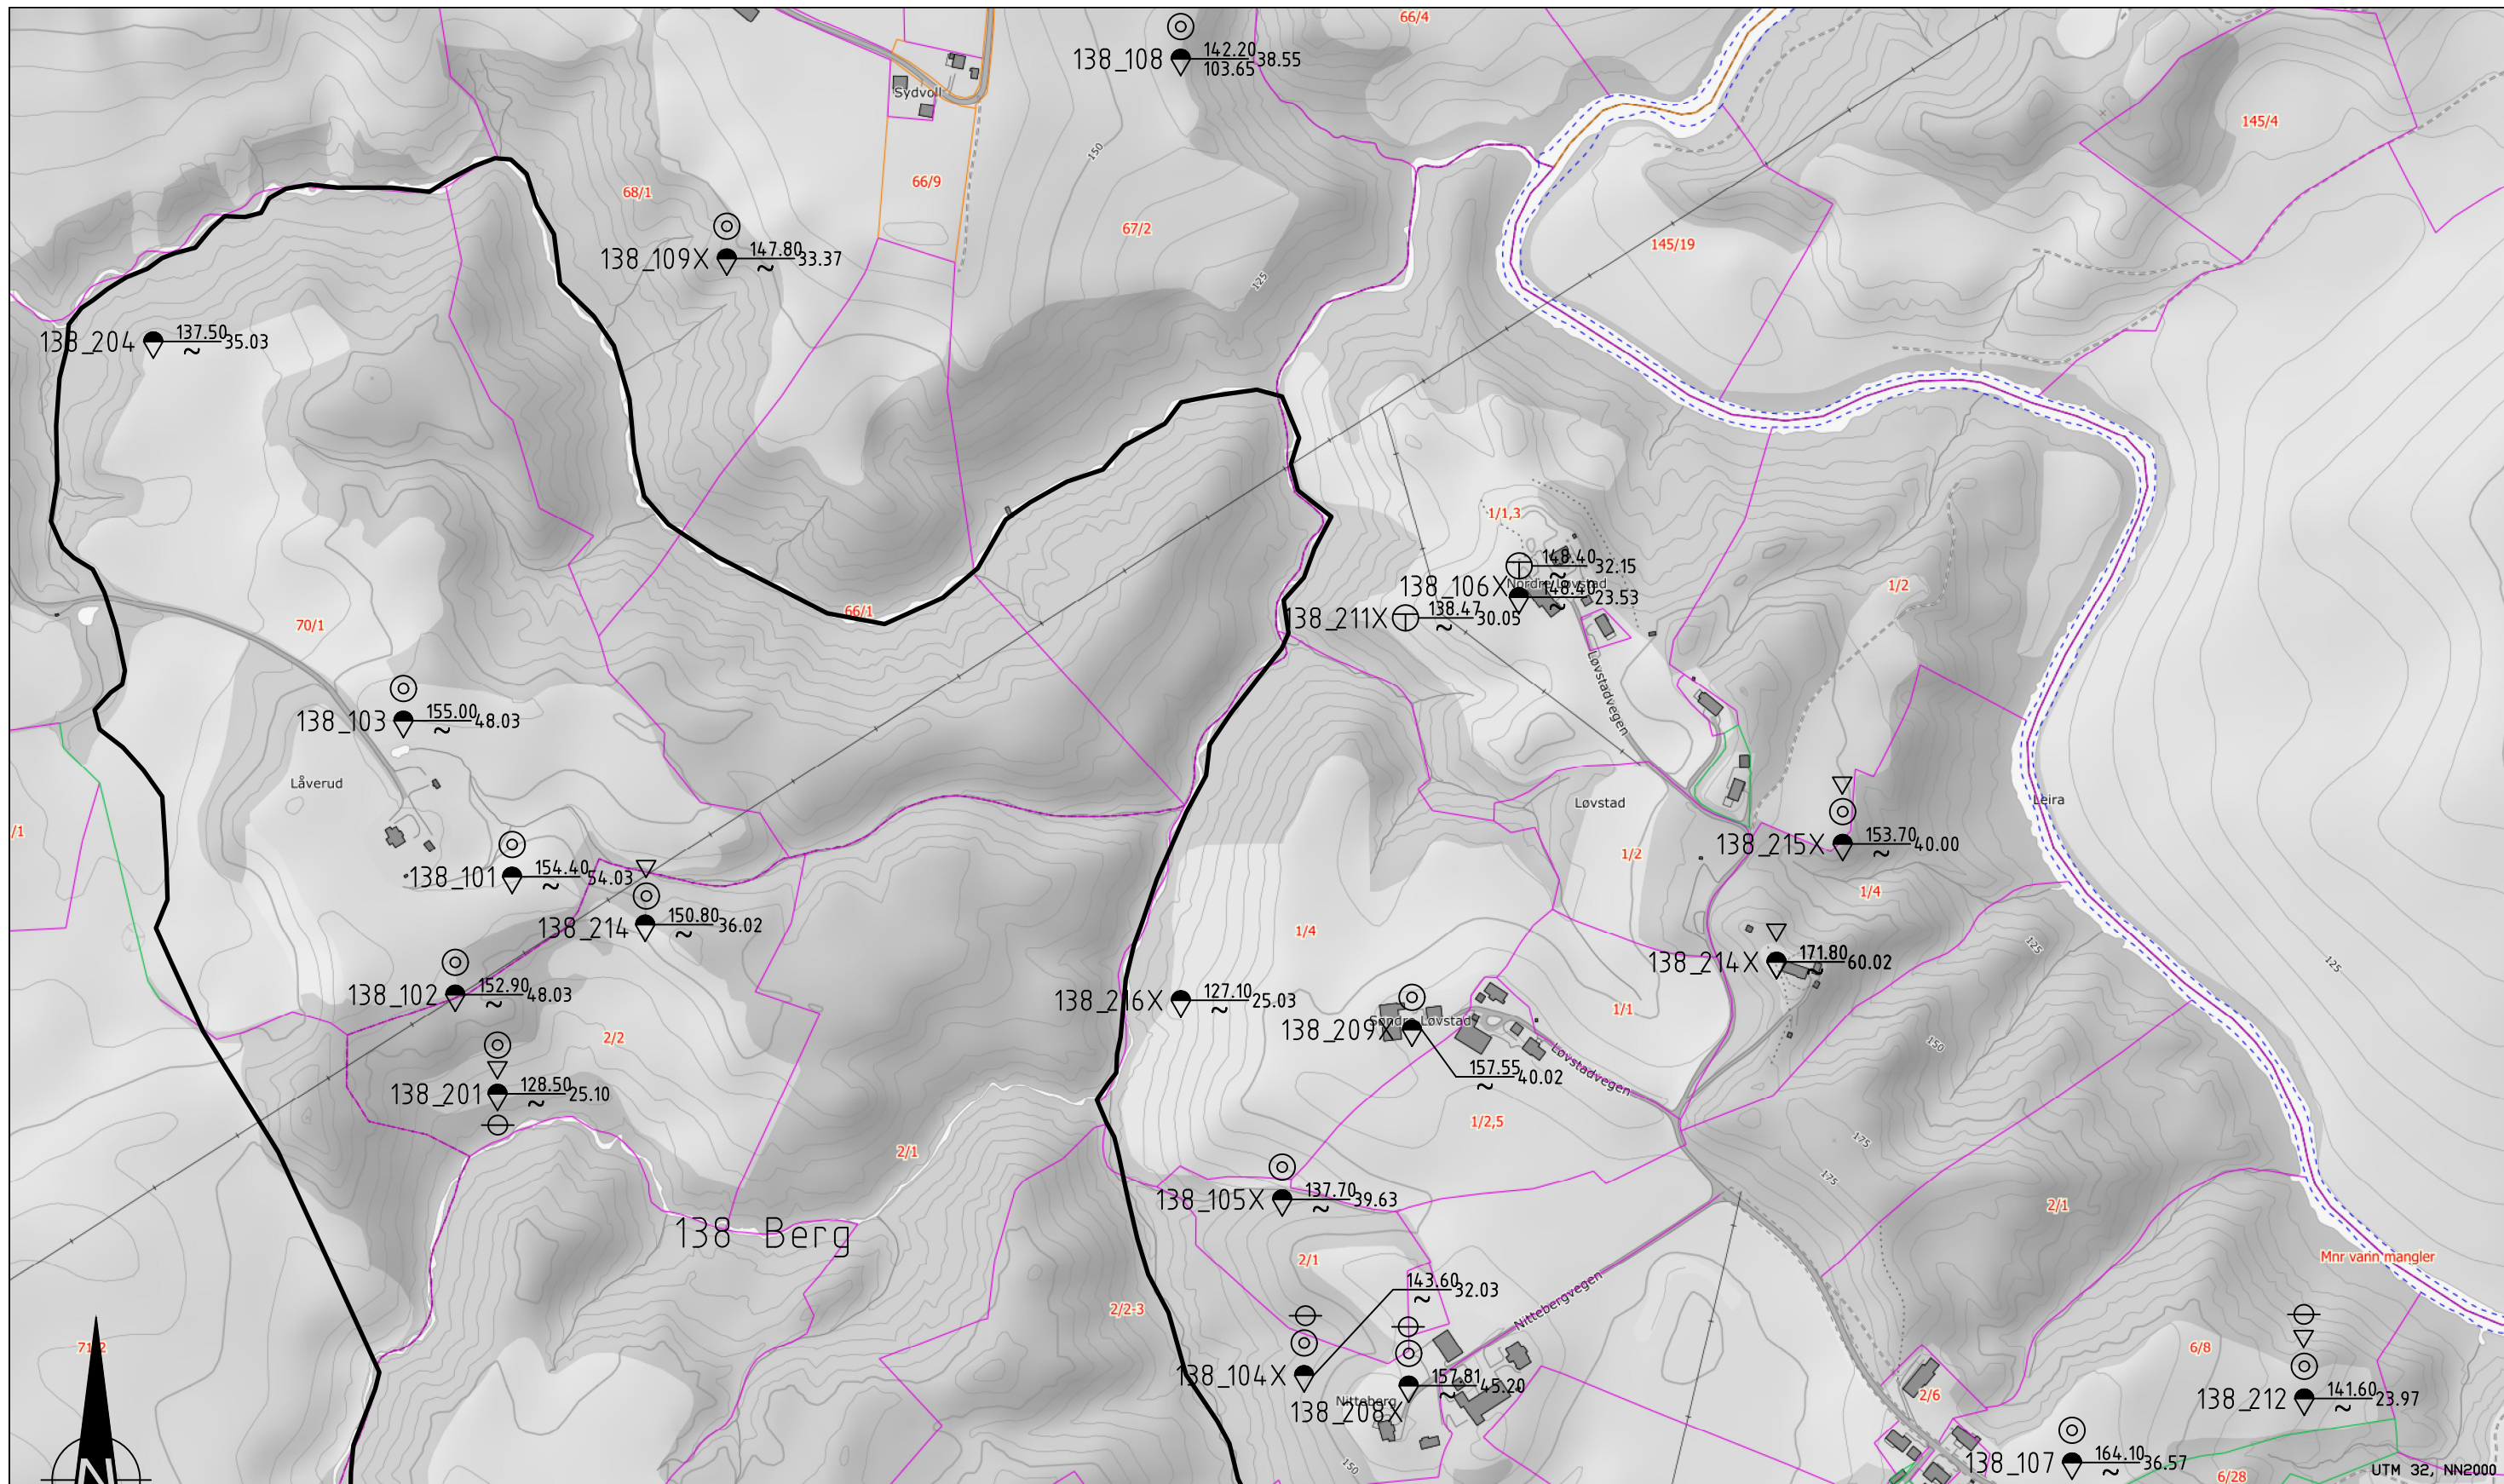 66/4
138_108 142.20 38.55
103.65
Sydvoll
145/4
150
66/9
68/1
67/2
145/19
138_109X 147.80 33.37
~
125
138_204 137.50 35.03
~
1/1,3
148.40 32.15
~
Nordre Løvstad
138_106X 148.40 23.53
~
1/2
66/1
138_211X 138.47 30.05
~
70/1
Løvstadvegen
138_103 155.00 48.03
~
Låverud
Løvstad
Leira
/1
138_215X 153.70 40.00
~
1/2
138_101 154.40 54.03
~
1/4
138_214 150.80 36.02
~
1/4
125
138_214X 171.80 60.02
~
125
138_102 152.90 48.03
~
138_216X 127.10 25.03
~
1/1
Søndre Løvstad
138_209X 157.55 40.02
~
2/2
150
Løvstadvegen
138_201 128.50 25.10
~
1/2,5
175
2/1
175
138_105X 137.70 39.63
~
2/1
138 Berg
2/1
Mnr vann mangler
143.60 32.03
~
Nittebergvegen
2/2-3
71/2
6/8
138_104X
157.81 45.20
~
Nitteberg
138_208X
2/6
138_212 141.60 23.97
~
138_107 164.10 36.57
~
150
N
6/28
UTM 32, NN2000